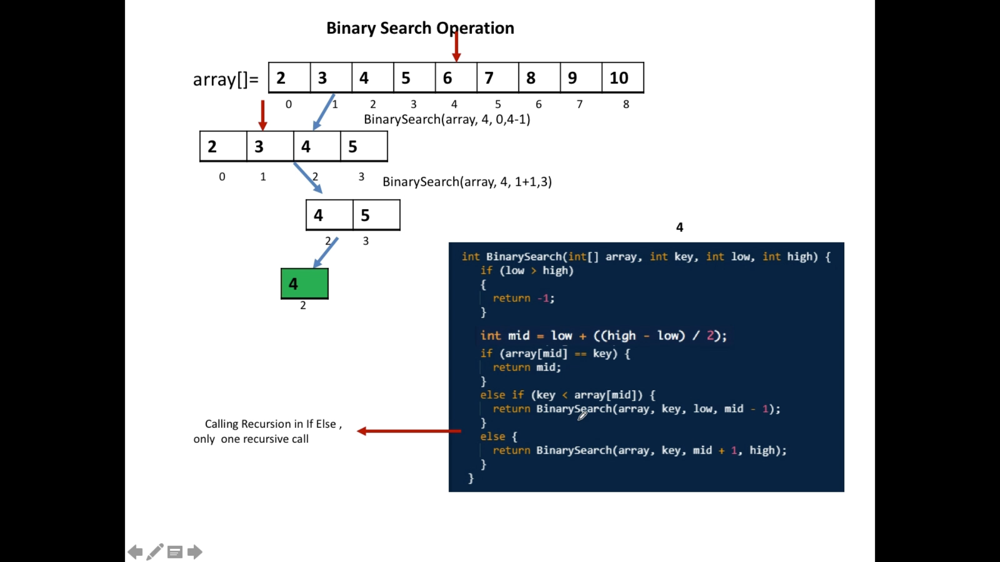 Binary Search Operation
array[]= 2 3 4 5 6 7 8 9 10
0 1 2 3 4 5 6 7 8
BinarySearch(array, 4, 0,4-1)
2 3 4 5
0 1 2 3
BinarySearch(array, 4, 1+1,3)
4 5
2 3
4
2
4
int BinarySearch(int[] array, int key, int low, int high) {
if (low > high)
{
return -1;
}
int mid = low + ((high - low) / 2);
if (array[mid] == key) {
return mid;
}
else if (key < array[mid]) {
return BinarySearch(array, key, low, mid - 1);
}
else {
return BinarySearch(array, key, mid + 1, high);
}
}
Calling Recursion in If Else ,
only one recursive call